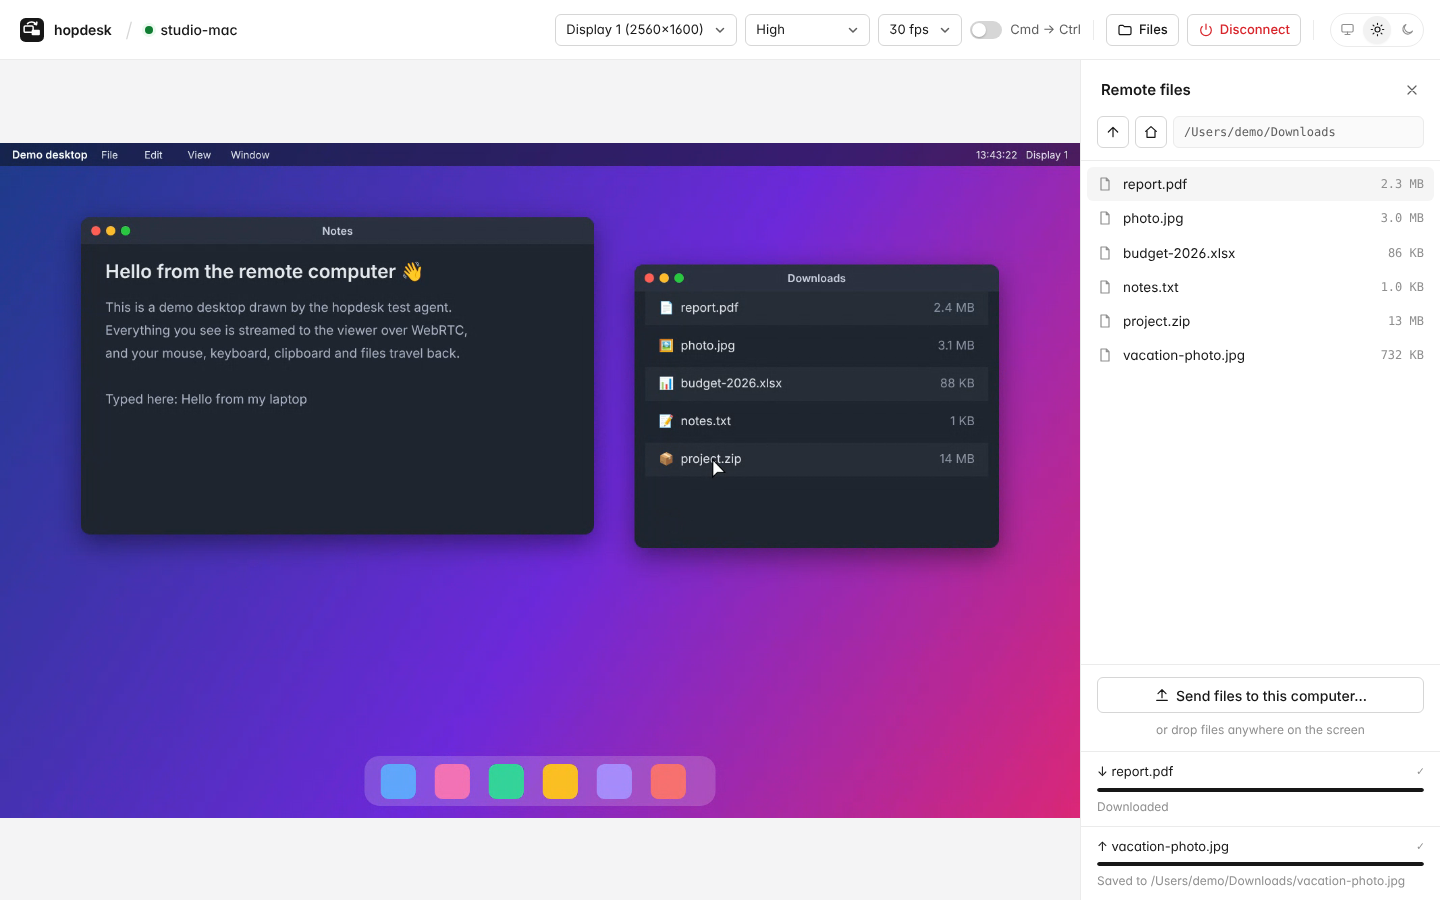 hopdesk / studio-mac
Display 1 (2560×1600)
High
30 fps
Cmd → Ctrl
Files
Disconnect
Demo desktop File Edit View Window
13:43:22 Display 1
Notes
Hello from the remote computer 👋
This is a demo desktop drawn by the hopdesk test agent.
Everything you see is streamed to the viewer over WebRTC,
and your mouse, keyboard, clipboard and files travel back.
Typed here: Hello from my laptop
Downloads
report.pdf 2.4 MB
photo.jpg 3.1 MB
budget-2026.xlsx 88 KB
notes.txt 1 KB
project.zip 14 MB
Remote files
/Users/demo/Downloads
report.pdf 2.3 MB
photo.jpg 3.0 MB
budget-2026.xlsx 86 KB
notes.txt 1.0 KB
project.zip 13 MB
vacation-photo.jpg 732 KB
Send files to this computer...
or drop files anywhere on the screen
↓ report.pdf ✓
Downloaded
↑ vacation-photo.jpg ✓
Saved to /Users/demo/Downloads/vacation-photo.jpg